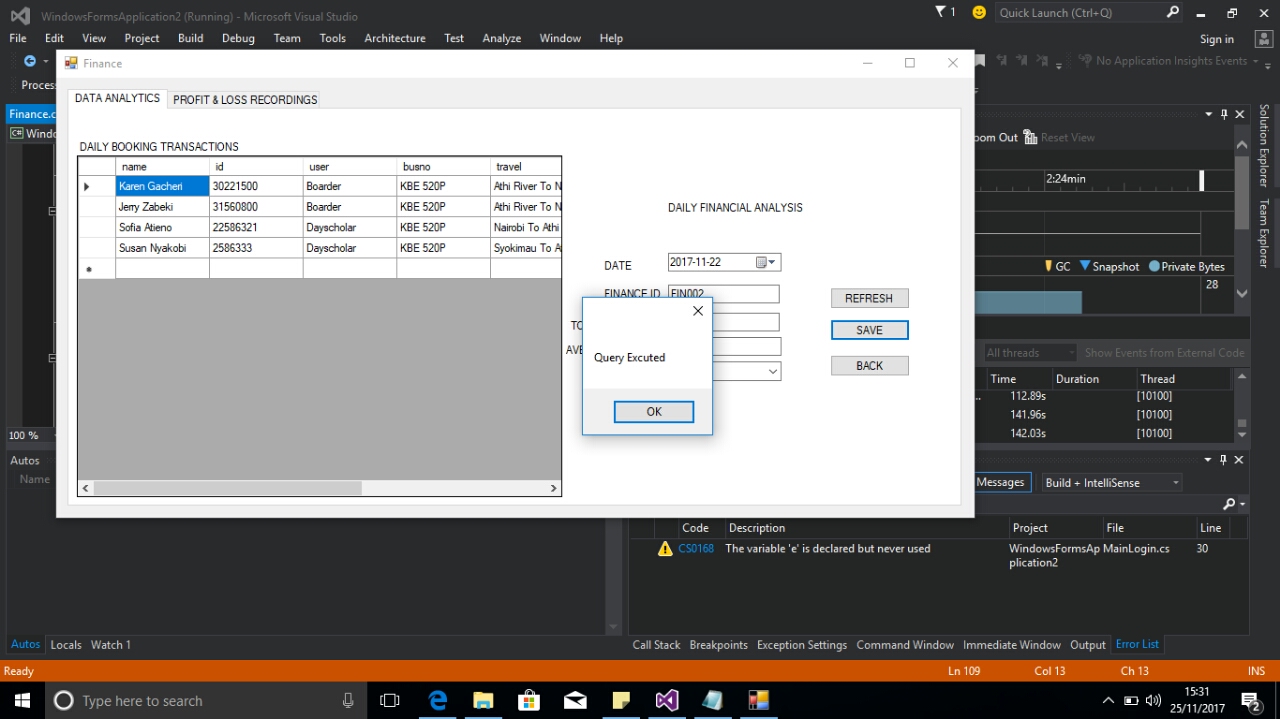 WindowsFormsApplication2 (Running) - Microsoft Visual Studio
1
Quick Launch (Ctrl+Q)
File Edit View Project Build Debug Team Tools Architecture Test Analyze Window Help
Sign in
Finance
No Application Insights Events
DATA ANALYTICS PROFIT & LOSS RECORDINGS
DAILY BOOKING TRANSACTIONS
name id user busno travel
Karen Gacheri 30221500 Boarder KBE 520P Athi River To N
Jerry Zabeki 31560800 Boarder KBE 520P Athi River To N
Sofia Atieno 22586321 Dayscholar KBE 520P Nairobi To Athi
Susan Nyakobi 2586333 Dayscholar KBE 520P Syokimau To A
DAILY FINANCIAL ANALYSIS
DATE 2017-11-22
FINANCE ID FIN002
TO
AVE
REFRESH
SAVE
BACK
Query Excuted
OK
Finance.c
oom Out Reset View
2:24min
GC Snapshot Private Bytes
28
Solution Explorer
Team Explorer
All threads Show Events from External Code
Time Duration Thread
112.89s [10100]
141.96s [10100]
142.03s [10100]
100 %
Autos
Name
Messages Build + IntelliSense
Code Description Project File Line
CS0168 The variable 'e' is declared but never used WindowsFormsAp MainLogin.cs 30
plication2
Autos Locals Watch 1
Call Stack Breakpoints Exception Settings Command Window Immediate Window Output Error List
Ready Ln 109 Col 13 Ch 13 INS
Type here to search
15:31
25/11/2017
2